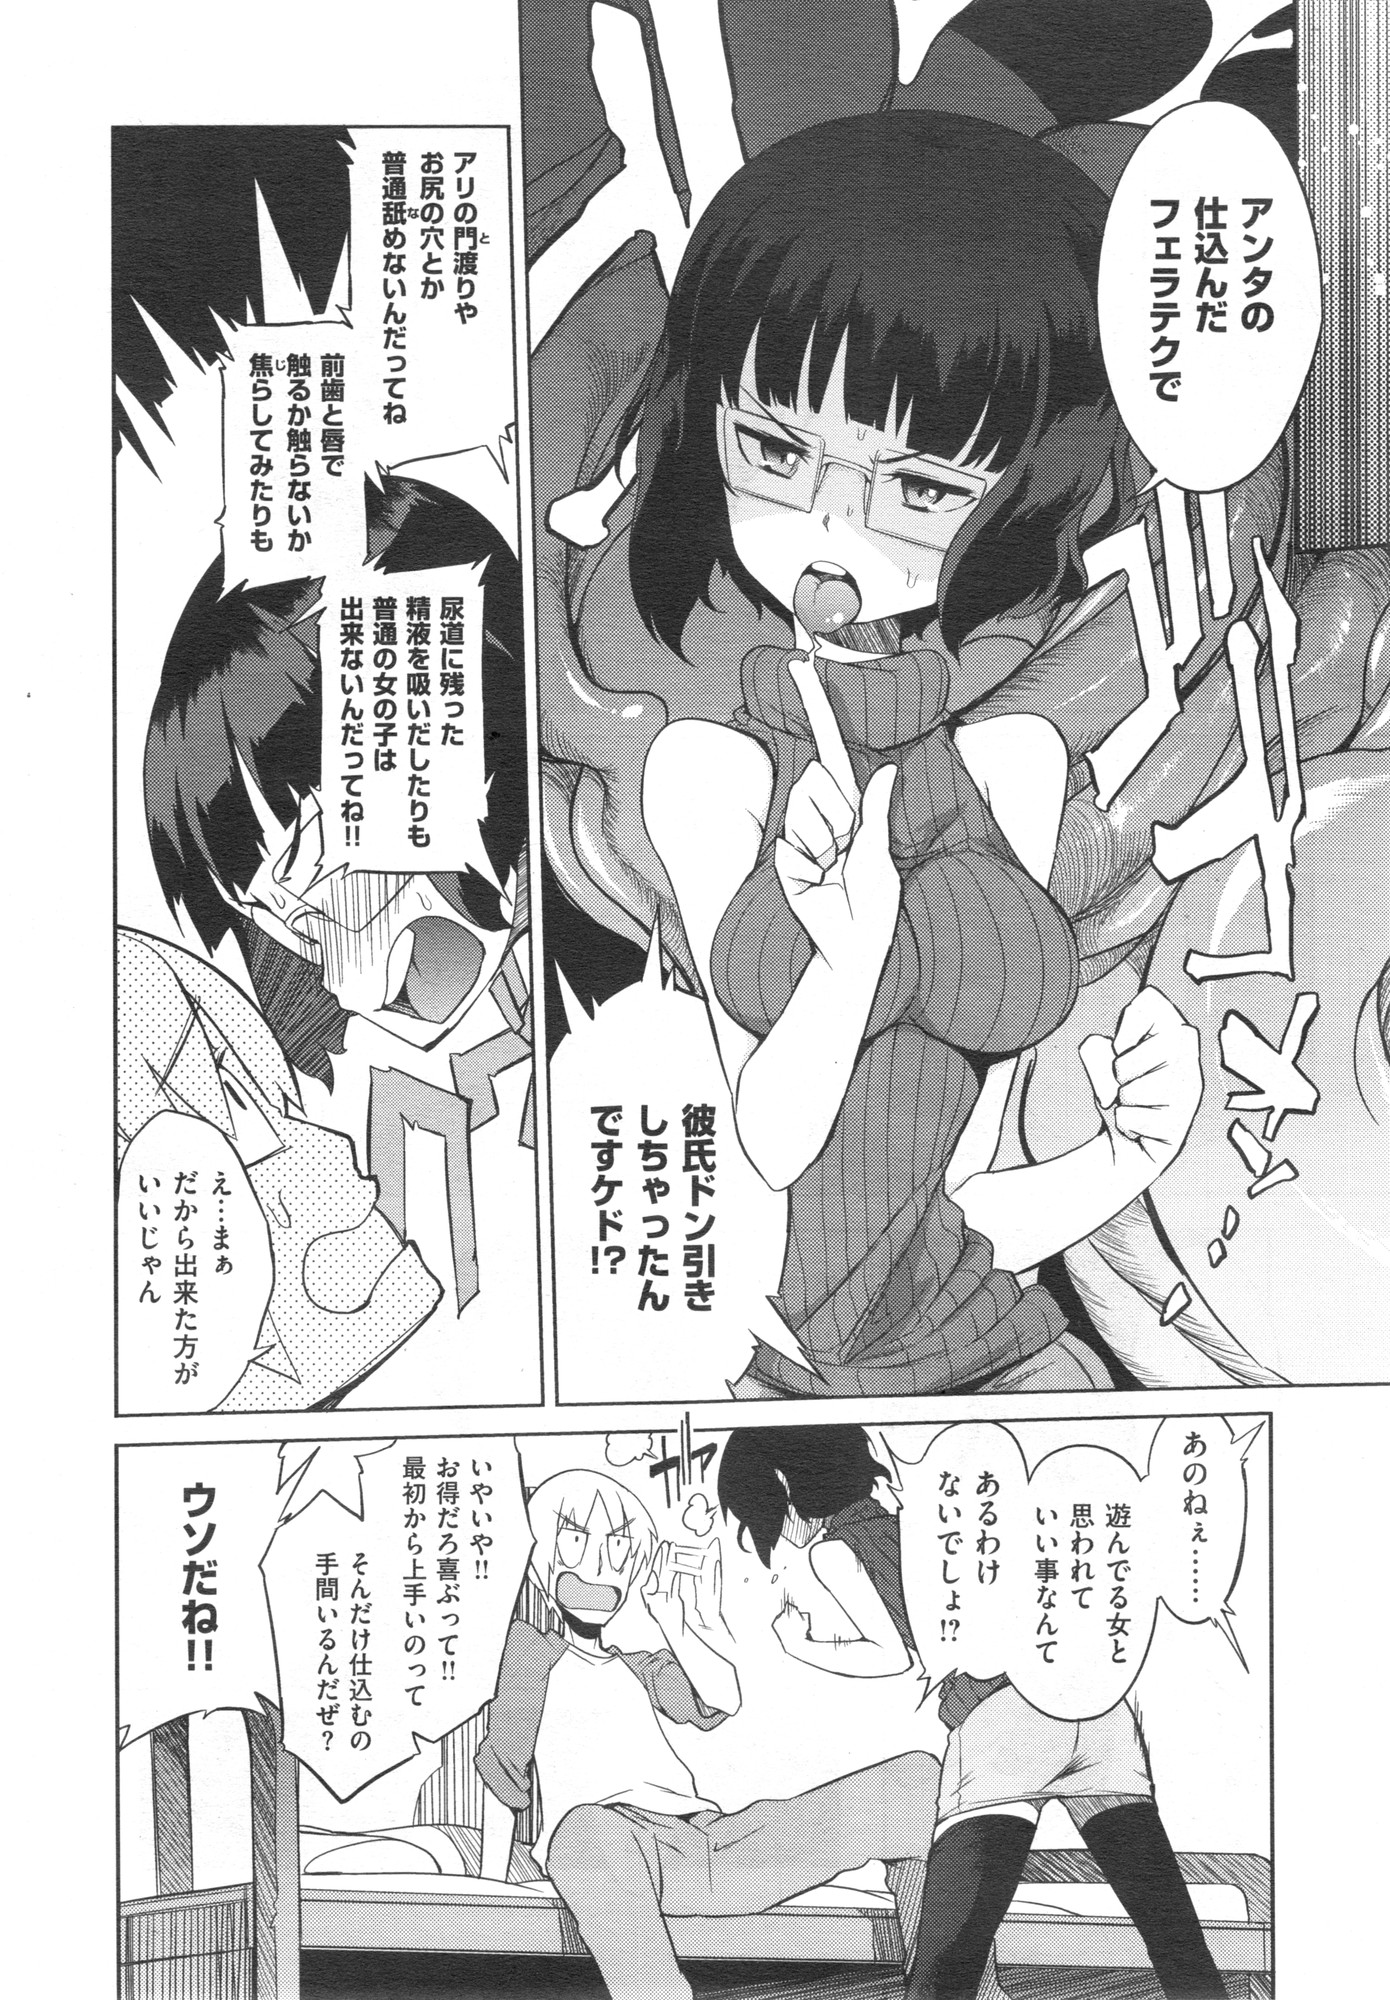 アンタの
仕込んだ
フェラテクで
彼氏ドン引き
しちゃったん
ですケド!?
アリの門渡りや
お尻の穴とか
普通舐めないんだってね
前歯と唇で
触るか触らないか
焦らしてみたりも
尿道に残った
精液を吸いだしたりも
普通の女の子は
出来ないんだってね!!
え…まぁ
だから出来た方が
いいじゃん
あのねぇ……
遊んでる女と
思われて
いい事なんて
あるわけ
ないでしょ!?
いやいや!!
お得だろ喜ぶって!!
最初から上手いのって
そんだけ仕込むの
手間いるんだぜ?
ウソだね!!